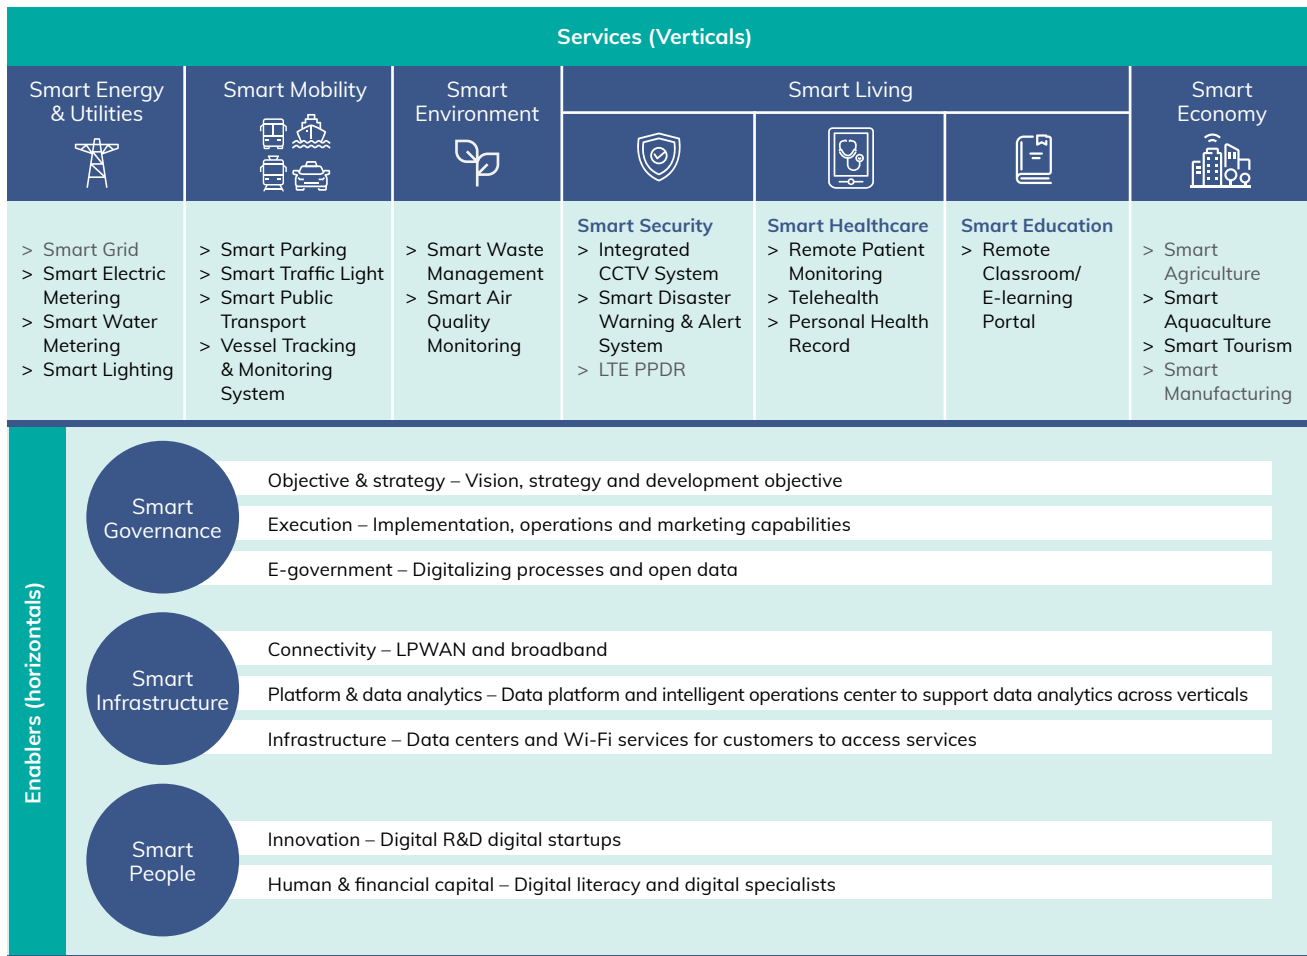 Services (Verticals)
Smart Energy
& Utilities
Smart Mobility
Smart
Environment
Smart Living
Smart
Economy
> Smart Grid
> Smart Electric
Metering
> Smart Water
Metering
> Smart Lighting
> Smart Parking
> Smart Traffic Light
> Smart Public
Transport
> Vessel Tracking
& Monitoring
System
> Smart Waste
Management
> Smart Air
Quality
Monitoring
Smart Security
> Integrated
CCTV System
> Smart Disaster
Warning & Alert
System
> LTE PPDR
Smart Healthcare
> Remote Patient
Monitoring
> Telehealth
> Personal Health
Record
Smart Education
> Remote
Classroom/
E-learning
Portal
> Smart
Agriculture
> Smart
Aquaculture
> Smart Tourism
> Smart
Manufacturing
Enablers (horizontals)
Smart
Governance
Objective & strategy – Vision, strategy and development objective
Execution – Implementation, operations and marketing capabilities
E-government – Digitalizing processes and open data
Smart
Infrastructure
Connectivity – LPWAN and broadband
Platform & data analytics – Data platform and intelligent operations center to support data analytics across verticals
Infrastructure – Data centers and Wi-Fi services for customers to access services
Smart
People
Innovation – Digital R&D digital startups
Human & financial capital – Digital literacy and digital specialists